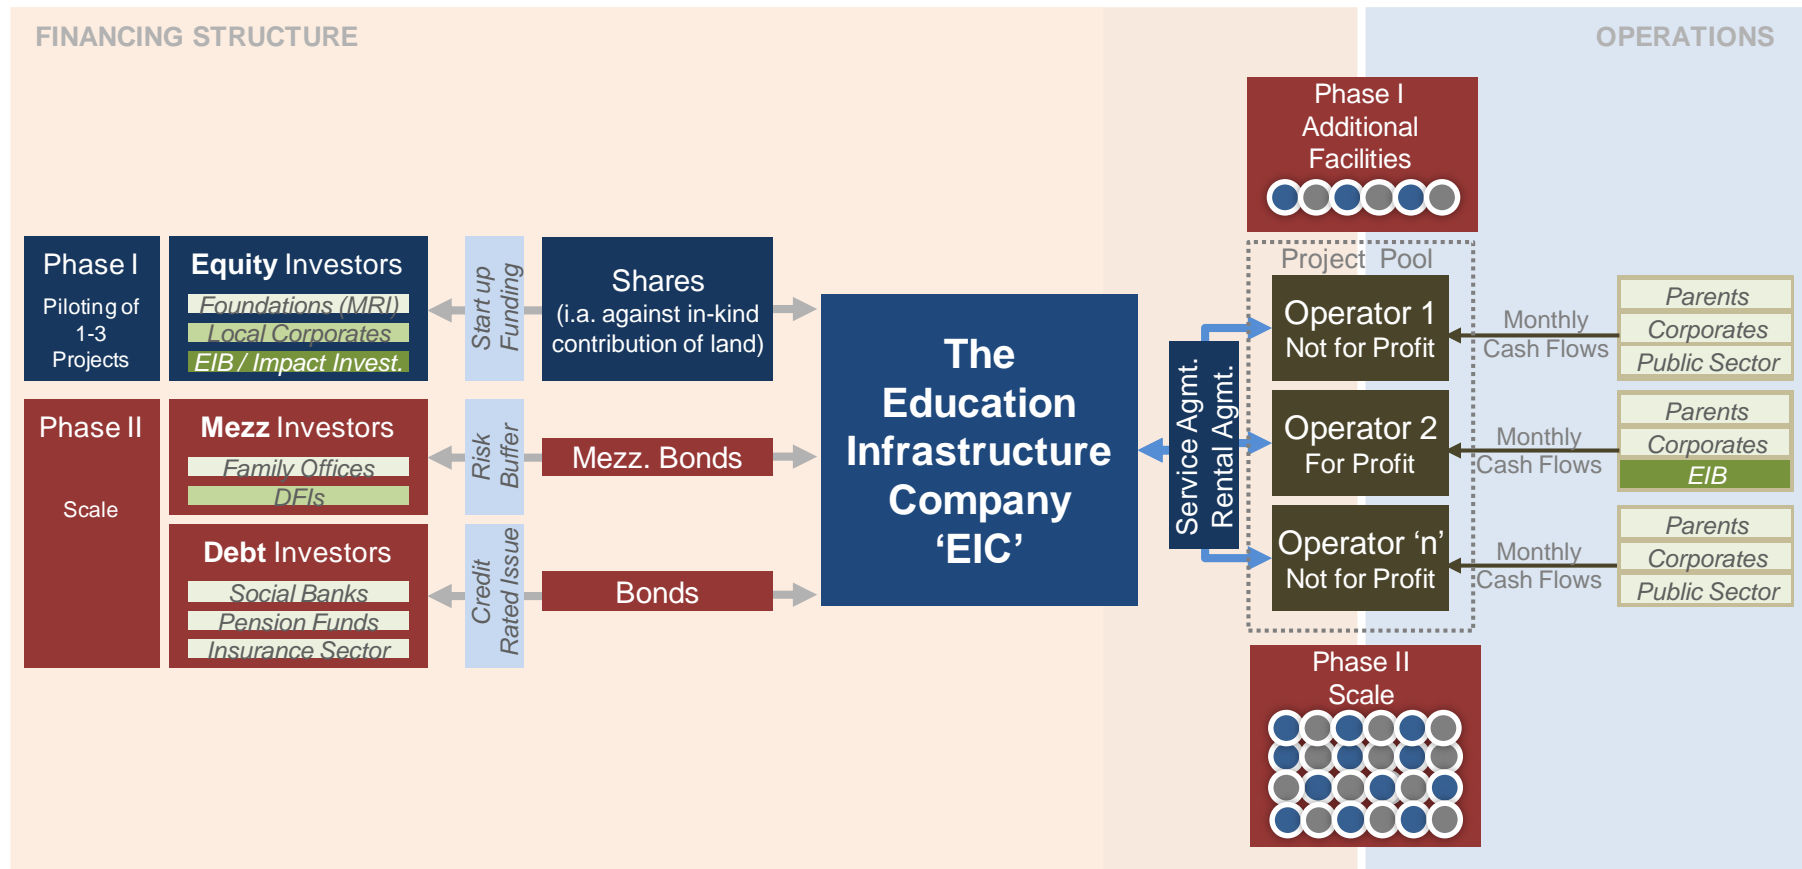 FINANCING STRUCTURE
OPERATIONS
Phase I
Additional
Facilities
Phase I
Piloting of
1-3
Projects
Equity Investors
Foundations (MRI)
Local Corporates
EIB / Impact Invest.
Start up
Funding
Shares
(i.a. against in-kind
contribution of land)
Phase II
Scale
Mezz Investors
Family Offices
DFIs
Risk
Buffer
Mezz. Bonds
Debt Investors
Social Banks
Pension Funds
Insurance Sector
Credit
Rated Issue
Bonds
The
Education
Infrastructure
Company
‘EIC’
Service Agmt.
Rental Agmt.
Project Pool
Operator 1
Not for Profit
Monthly
Cash Flows
Parents
Corporates
Public Sector
Operator 2
For Profit
Monthly
Cash Flows
Parents
Corporates
EIB
Operator ‘n’
Not for Profit
Monthly
Cash Flows
Parents
Corporates
Public Sector
Phase II
Scale